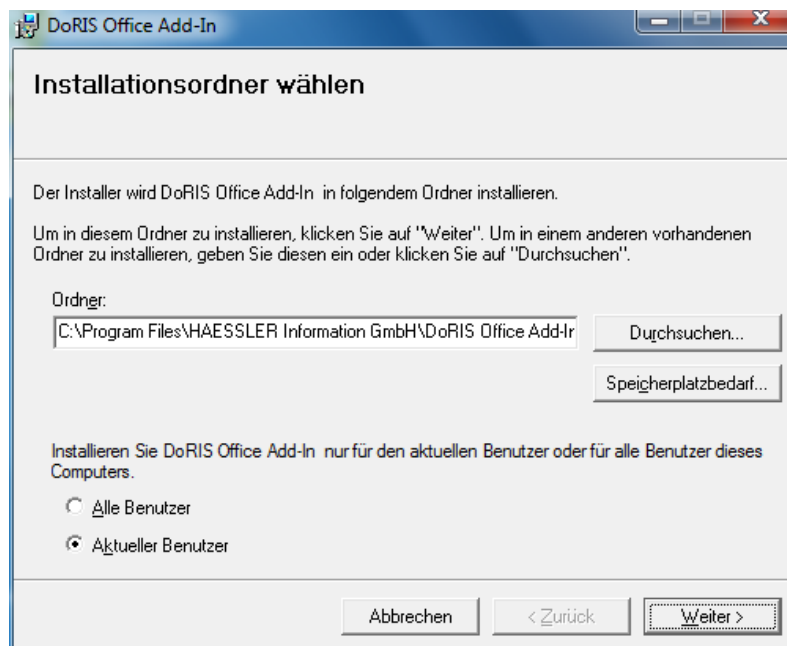 DoRIS Office Add-In
Installationsordner wählen
Der Installer wird DoRIS Office Add-In in folgendem Ordner installieren.
Um in diesem Ordner zu installieren, klicken Sie auf "Weiter". Um in einem anderen vorhandenen
Ordner zu installieren, geben Sie diesen ein oder klicken Sie auf "Durchsuchen".
Ordner:
C:\Program Files\HAESSLER Information GmbH\DoRIS Office Add-Ir
Durchsuchen...
Speicherplatzbedarf...
Installieren Sie DoRIS Office Add-In nur für den aktuellen Benutzer oder für alle Benutzer dieses
Computers.
Alle Benutzer
Aktueller Benutzer
Abbrechen
< Zurück
Weiter >